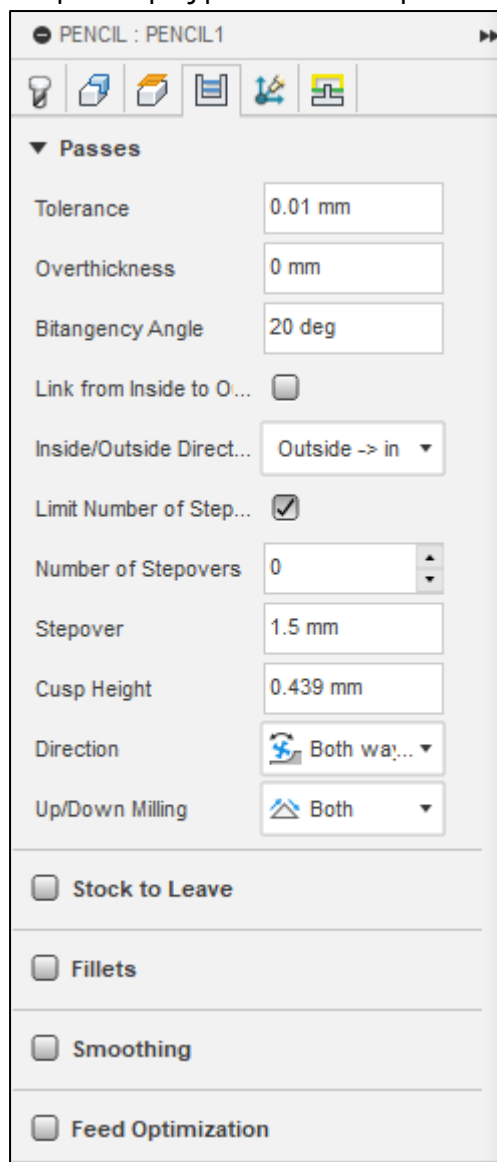 PENCIL : PENCIL1
Passes
Tolerance 0.01 mm
Overthickness 0 mm
Bitangency Angle 20 deg
Link from Inside to O...
Inside/Outside Direct... Outside -> in
Limit Number of Step...
Number of Stepovers 0
Stepover 1.5 mm
Cusp Height 0.439 mm
Direction Both way...
Up/Down Milling Both
Stock to Leave
Fillets
Smoothing
Feed Optimization